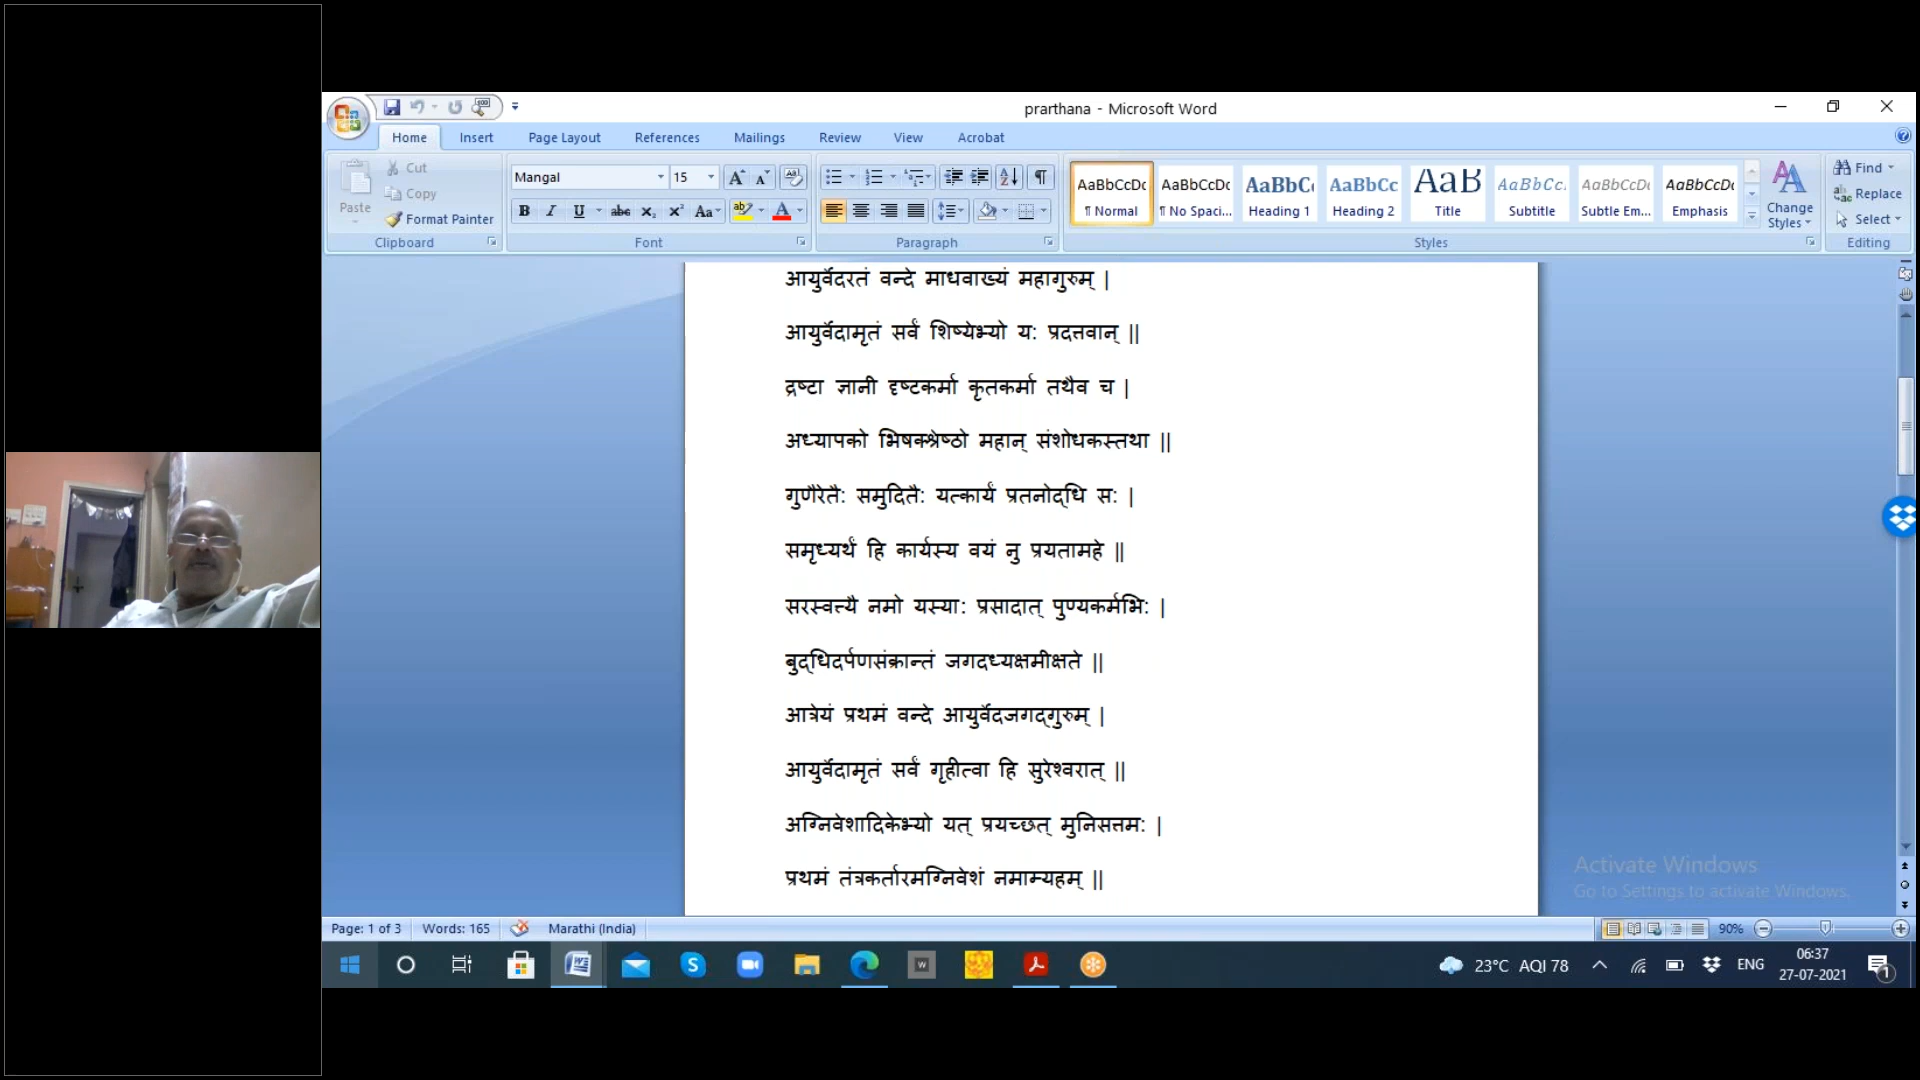 prarthana - Microsoft Word
Home Insert Page Layout References Mailings Review View Acrobat
Paste
Cut
Copy
Format Painter
Clipboard
Mangal 15
Font
Paragraph
AaBbCcDc AaBbCcDc AaBbCc AaBbCc AaB AaBbCc. AaBbCcDc AaBbCcDc
¶ Normal ¶ No Spaci... Heading 1 Heading 2 Title Subtitle Subtle Em... Emphasis
Change Styles
Styles
Find
Replace
Select
Editing
आयुर्वेदरतं वन्दे माधवाख्यं महागुरुम् |
आयुर्वेदामृतं सर्वं शिष्येभ्यो यः प्रदत्तवान् ||
द्रष्टा ज्ञानी दृष्टकर्मा कृतकर्मा तथैव च |
अध्यापको भिषक्श्रेष्ठो महान् संशोधकस्तथा ||
गुणैरेतैः समुदितैः यत्कार्यं प्रतनोद्धि सः |
समृध्यर्थं हि कार्यस्य वयं नु प्रयतामहे ||
सरस्वत्यै नमो यस्याः प्रसादात् पुण्यकर्मभिः |
बुद्धिदर्पणसंक्रान्तं जगदध्यक्षमीक्षते ||
आत्रेयं प्रथमं वन्दे आयुर्वेदजगद्गुरुम् |
आयुर्वेदामृतं सर्वं गृहीत्वा हि सुरेश्वरात् ||
अग्निवेशादिकेभ्यो यत् प्रयच्छत् मुनिसत्तमः |
प्रथमं तंत्रकर्तारमग्निवेशं नमाम्यहम् ||
Activate Windows
Go to Settings to activate Windows.
Page: 1 of 3 Words: 165 Marathi (India) 90%
23°C AQI 78 ENG 06:37
27-07-2021 1